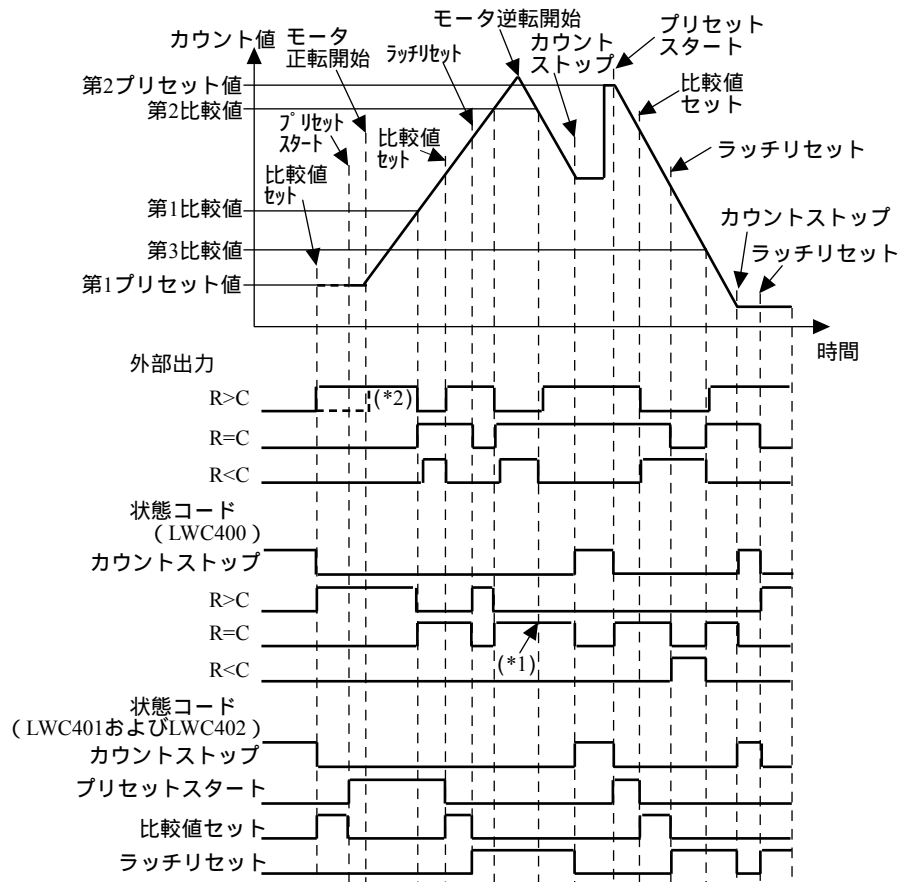 モータ逆転開始
カウント値
モータ
正転開始
ラッチリセット
カウント
ストップ
プリセット
スタート
第2プリセット値
第2比較値
比較値
セット
プリセット
スタート
比較値
セット
比較値
セット
ラッチリセット
第1比較値
カウントストップ
第3比較値
ラッチリセット
第1プリセット値
時間
外部出力
R>C
(*2)
R=C
R<C
状態コード
(LWC400)
カウントストップ
R>C
R=C
(*1)
R<C
状態コード
(LWC401およびLWC402)
カウントストップ
プリセットスタート
比較値セット
ラッチリセット